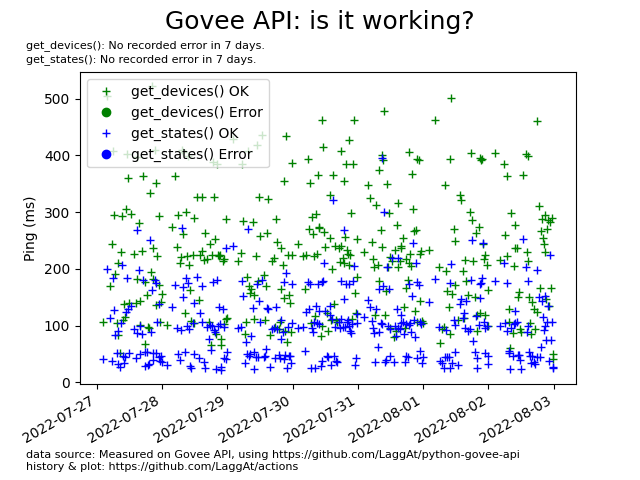 Govee API: is it working?
get_devices(): No recorded error in 7 days.
get_states(): No recorded error in 7 days.
get_devices() OK
get_devices() Error
get_states() OK
get_states() Error
Ping (ms)
500
400
300
200
100
0
2022-07-27
2022-07-28
2022-07-29
2022-07-30
2022-07-31
2022-08-01
2022-08-02
2022-08-03
data source: Measured on Govee API, using https://github.com/LaggAt/python-govee-api
history & plot: https://github.com/LaggAt/actions